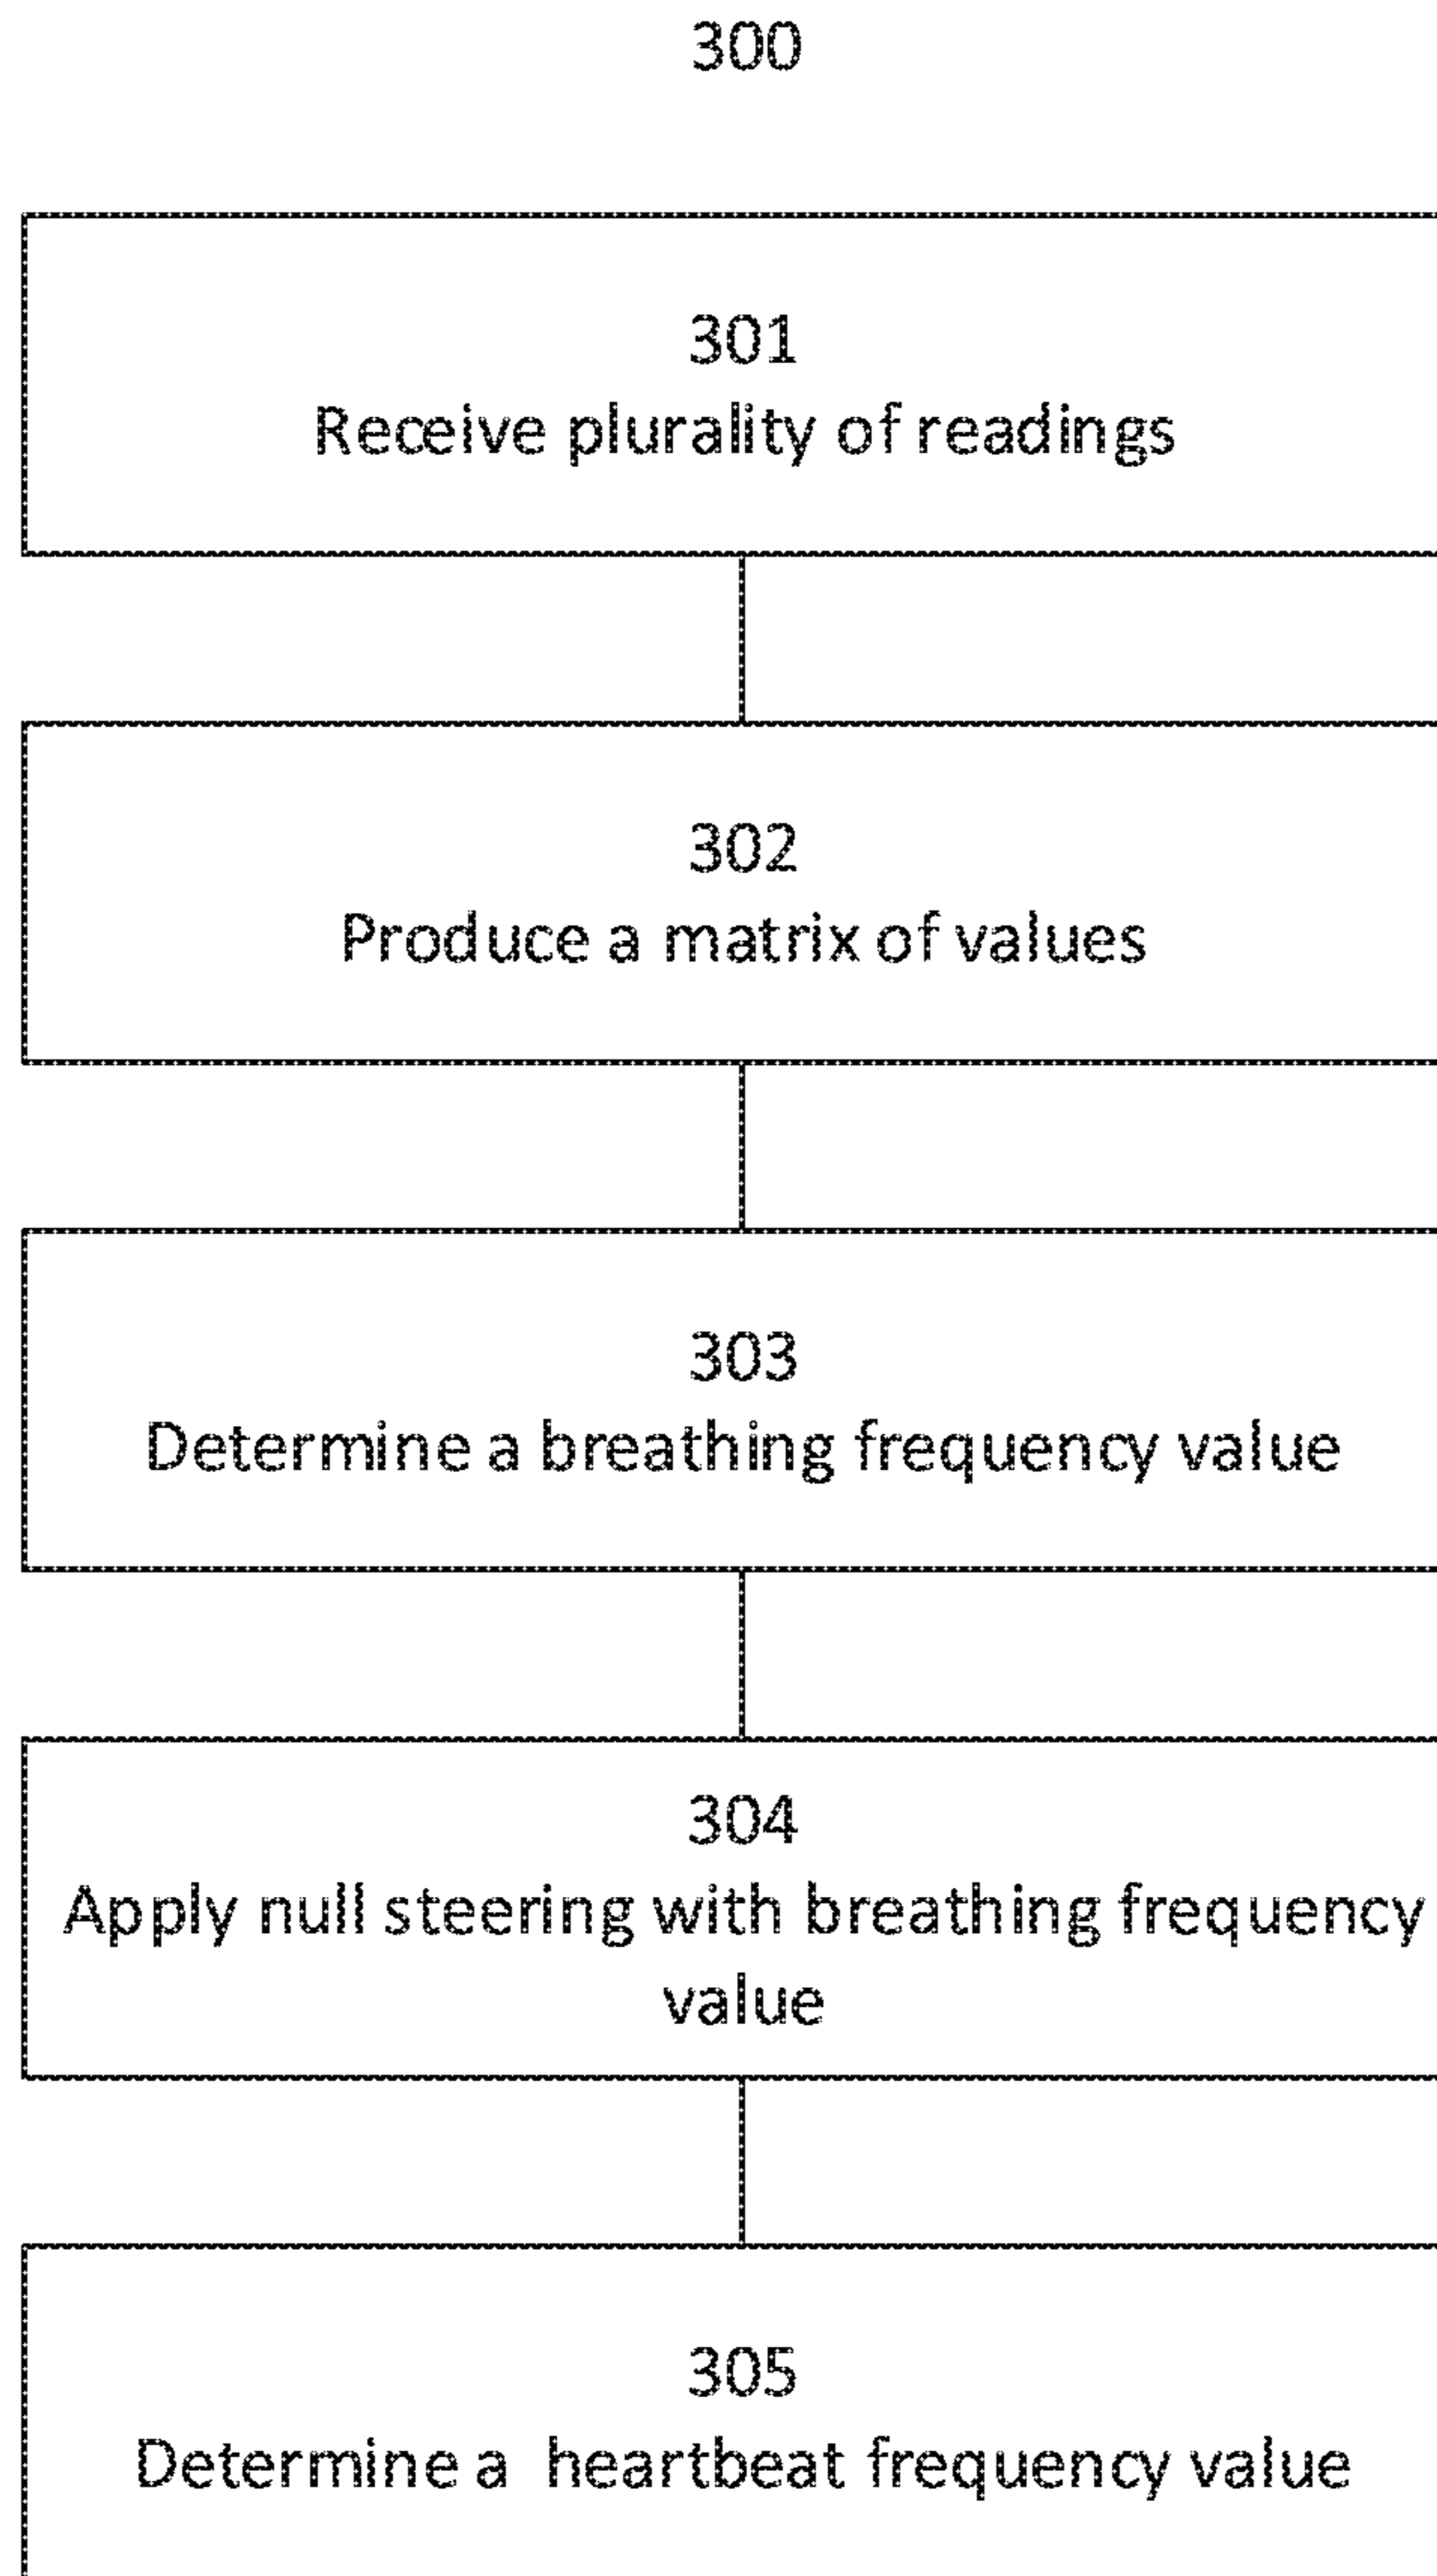 300
301
Receive plurality of readings
302
Produce a matrix of values
303
Determine a breathing frequency value
304
Apply null steering with breathing frequency
value
305
Determine a  heartbeat frequency value